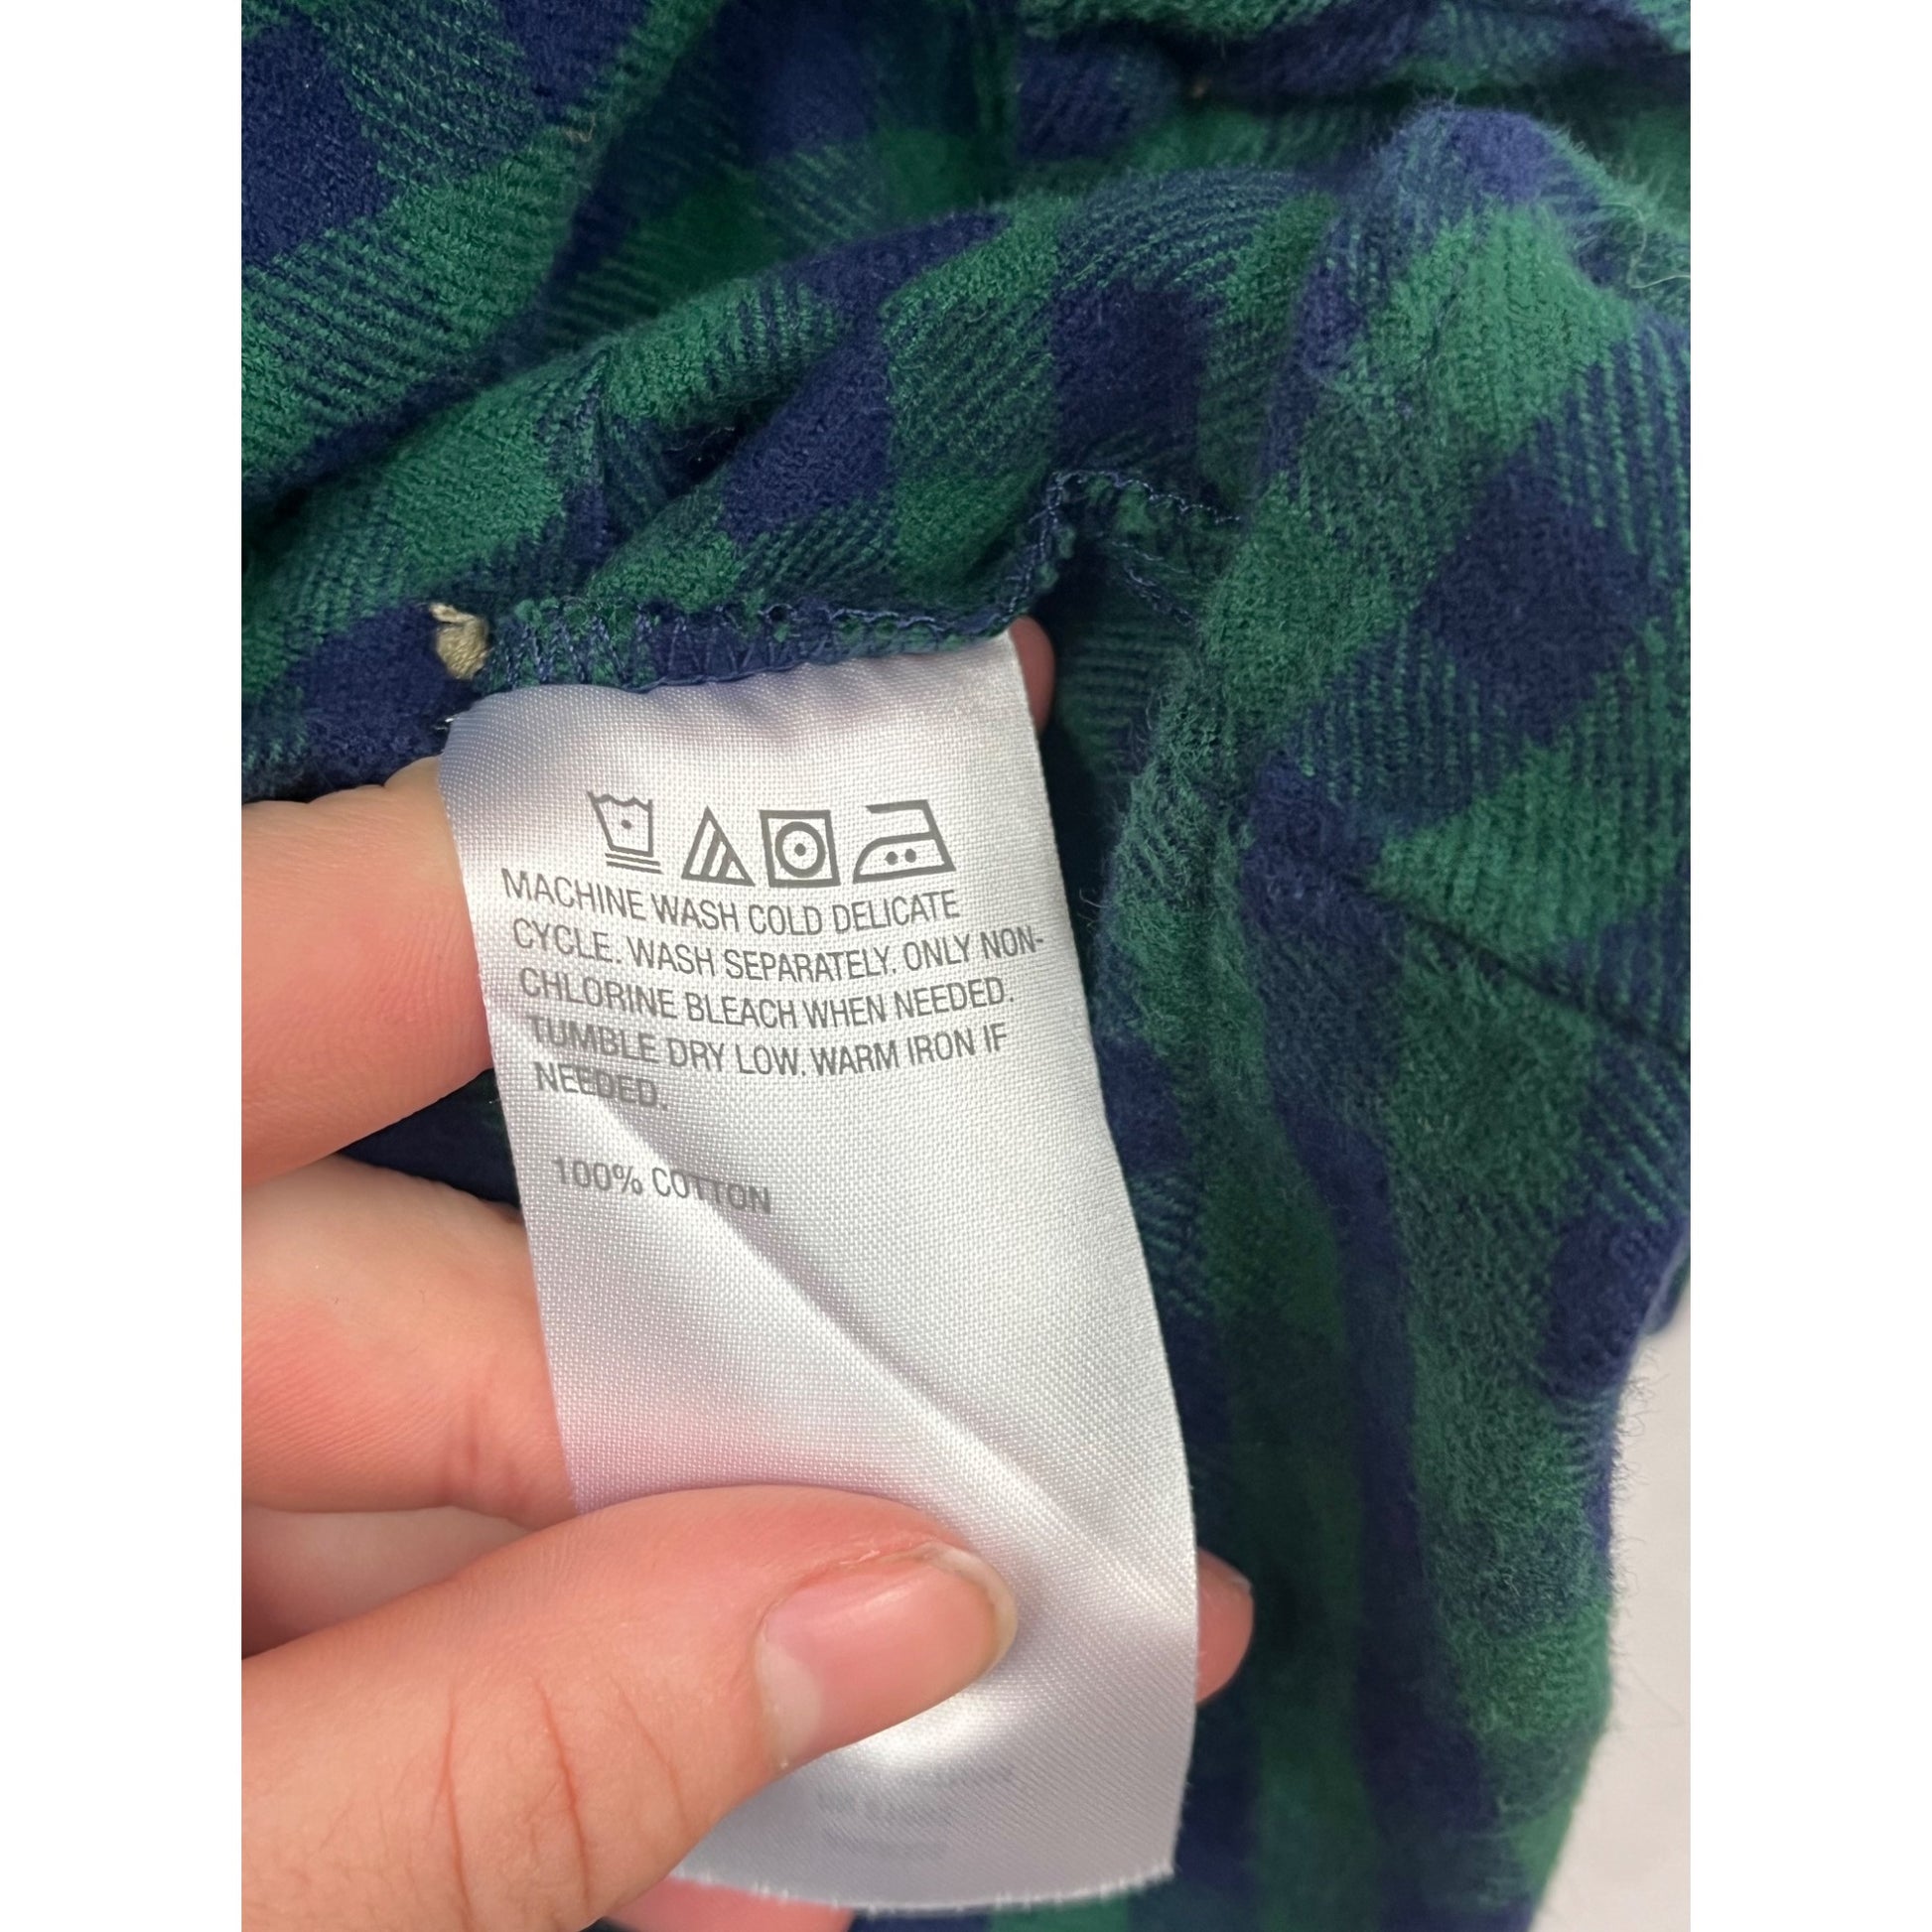 MACHINE WASH COLD DELICATE
CYCLE. WASH SEPARATELY. ONLY NON-
CHLORINE BLEACH WHEN NEEDED.
TUMBLE DRY LOW. WARM IRON IF
NEEDED.
100% COTTON